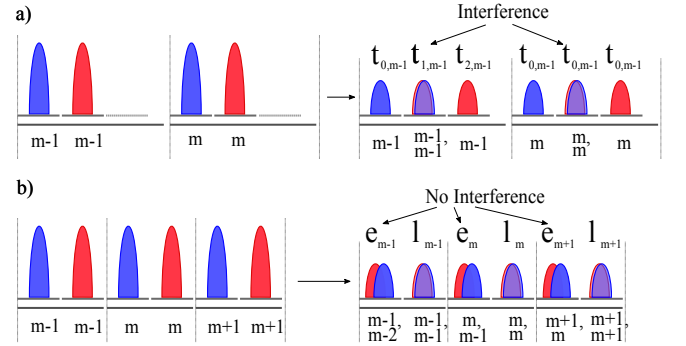 a)
Interference
t0,m-1 t1,m-1 t2,m-1 t0,m-1 t0,m-1 t0,m-1
m-1 m-1 m m m-1 m-1, m-1 m m, m
m-1 m
b)
No Interference
em-1 lm-1 em lm em+1 lm+1
m-1 m-1 m m m+1 m+1 m-1, m-1, m, m, m+1, m+1,
m-2 m-1 m-1 m m m+1